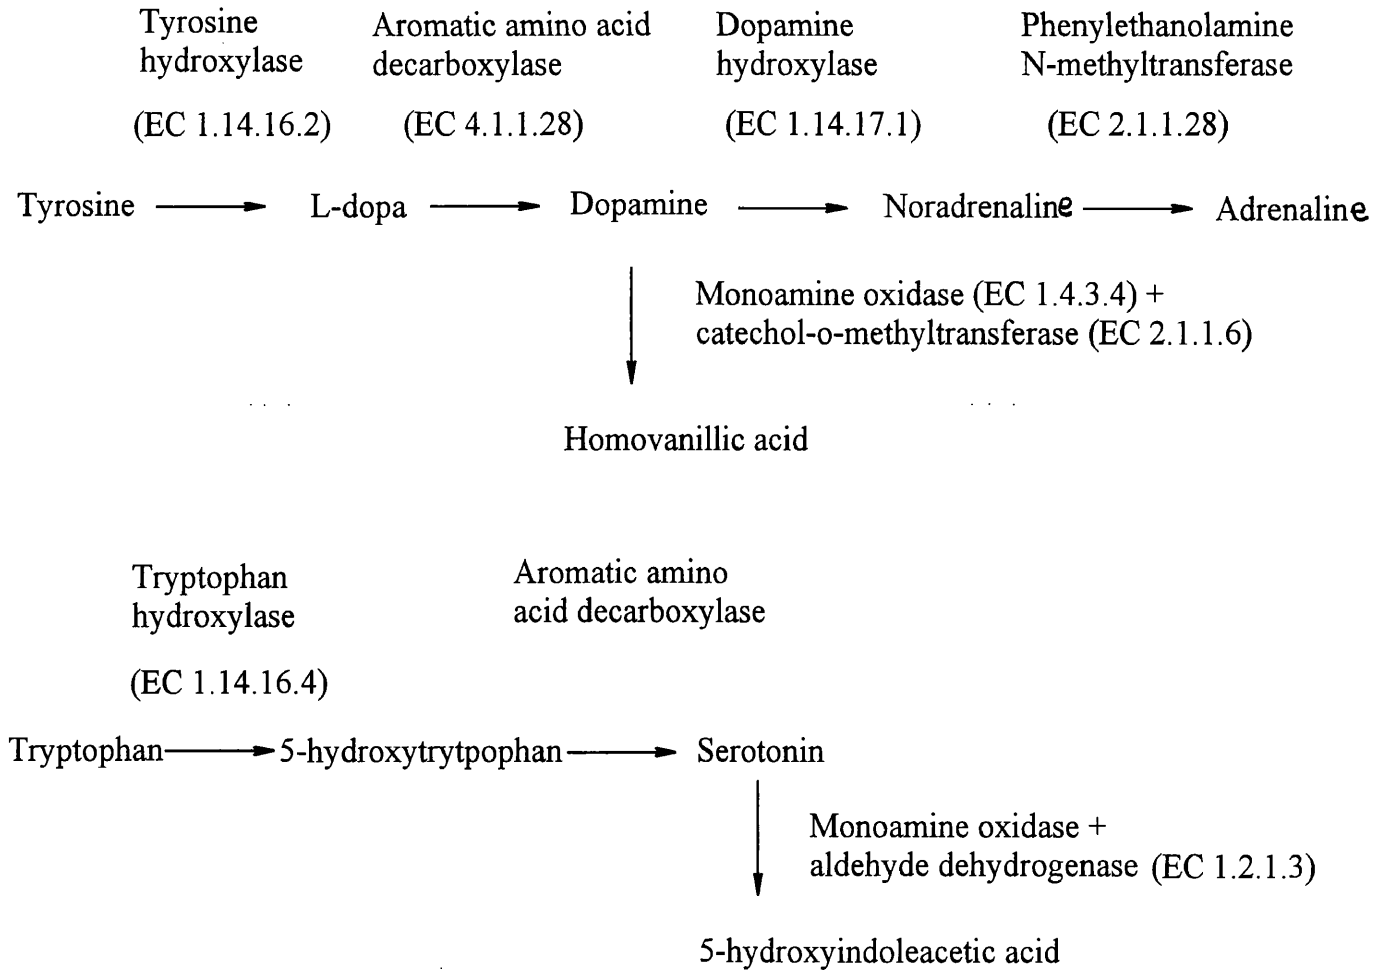 Tyrosine
hydroxylase
(EC 1.14.16.2)
Aromatic amino acid
decarboxylase
(EC 4.1.1.28)
Dopamine
hydroxylase
(EC 1.14.17.1)
Phenylethanolamine
N-methyltransferase
(EC 2.1.1.28)
Tyrosine L-dopa Dopamine Noradrenaline Adrenaline
Monoamine oxidase (EC 1.4.3.4) +
catechol-o-methyltransferase (EC 2.1.1.6)
Homovanillic acid
Tryptophan
hydroxylase
(EC 1.14.16.4)
Aromatic amino
acid decarboxylase
Tryptophan 5-hydroxytrytpophan Serotonin
Monoamine oxidase +
aldehyde dehydrogenase (EC 1.2.1.3)
5-hydroxyindoleacetic acid